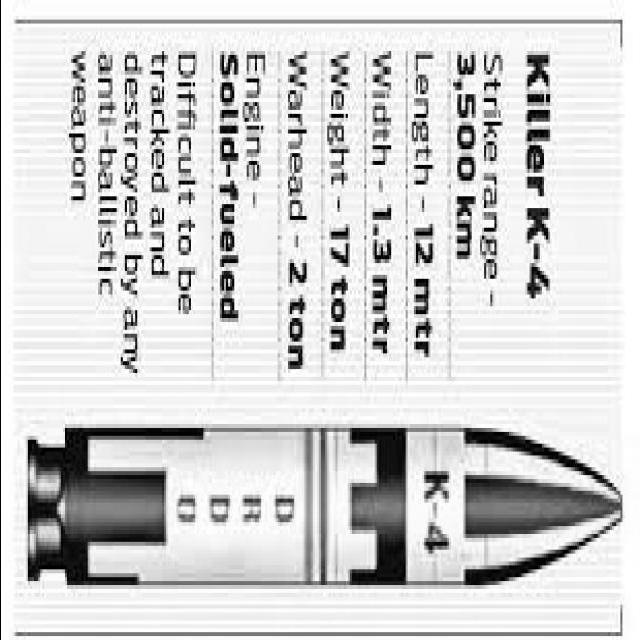 Killer K-4
Strike range -
3,500 km
Length - 12 mtr
Width - 1.3 mtr
Weight - 17 ton
Warhead - 2 ton
Engine -
Solid-fueled
Difficult to be
tracked and
destroyed by any
anti-ballistic
weapon
K-4
D
R
D
O